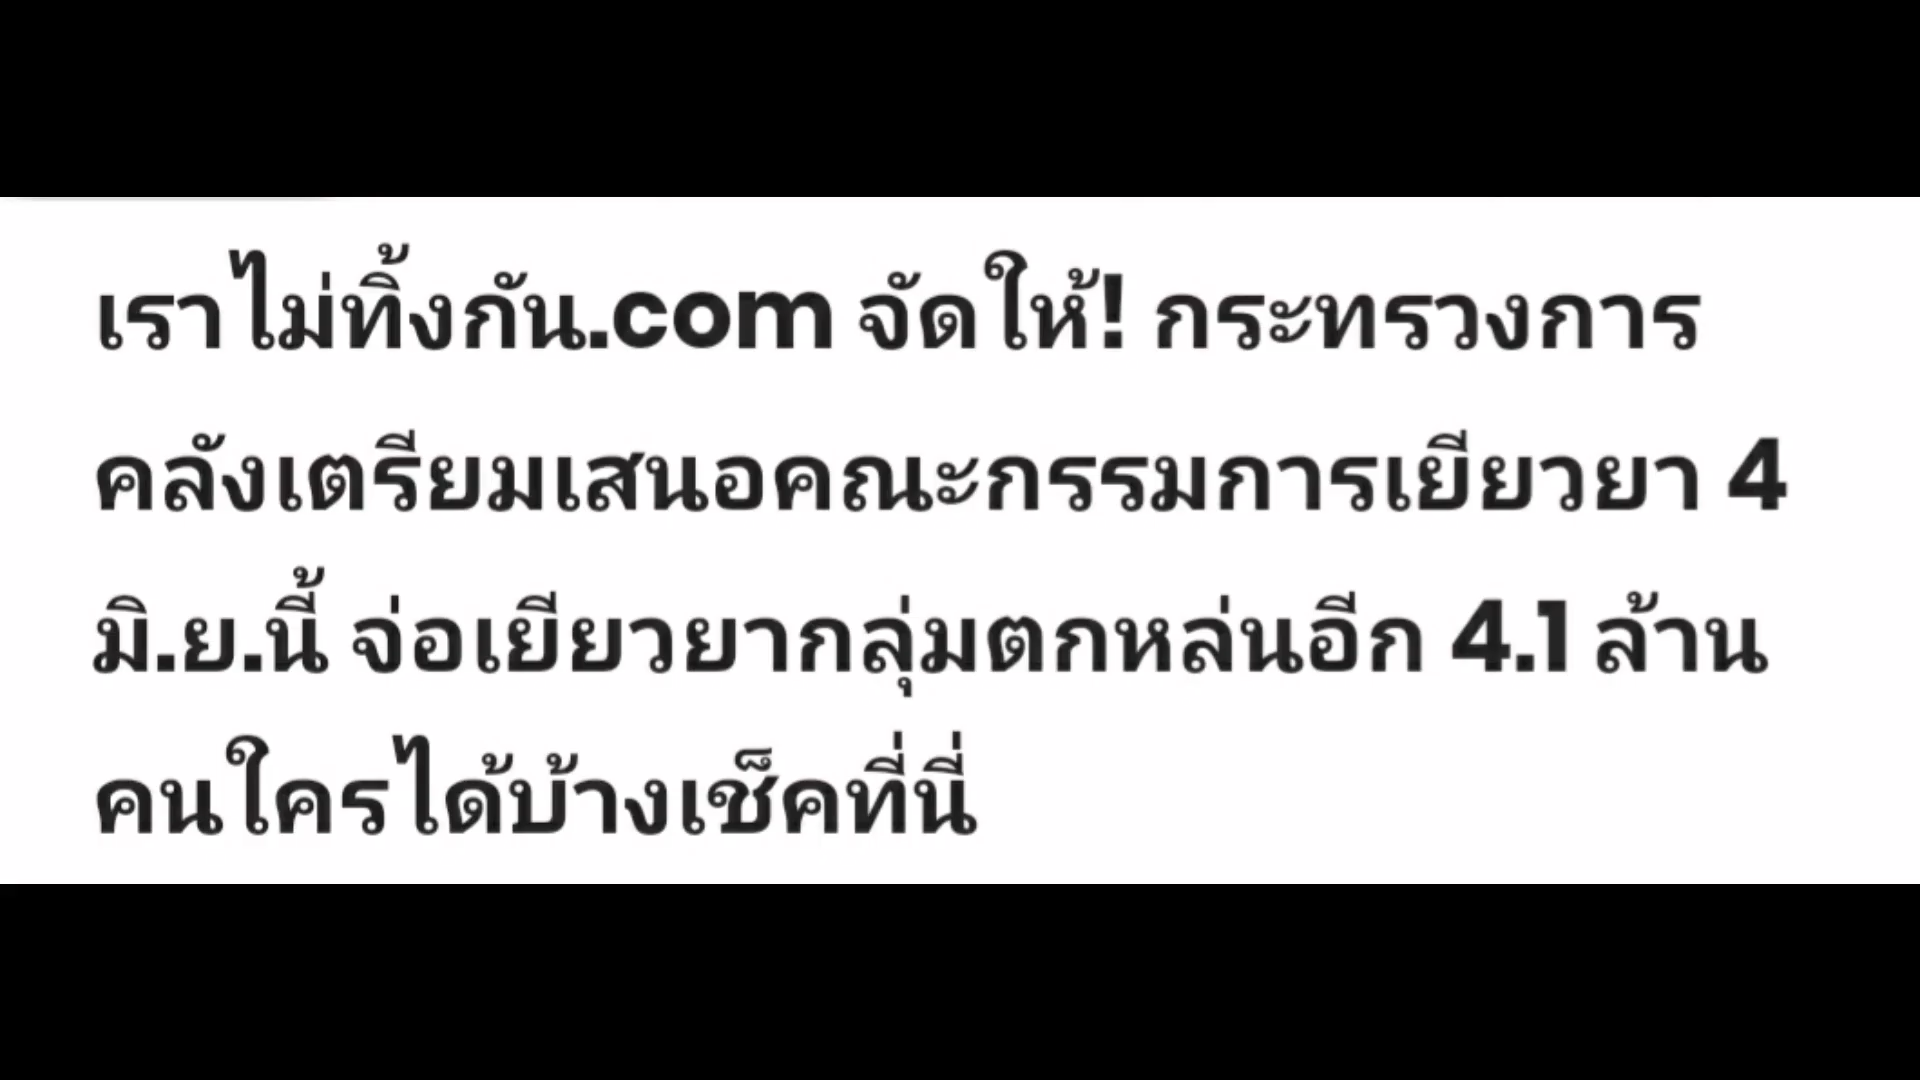 เราไม่ทิ้งกัน.com จัดให้! กระทรวงการ
คลังเตรียมเสนอคณะกรรมการเยียวยา 4
มิ.ย.นี้ จ่อเยียวยากลุ่มตกหล่นอีก 4.1 ล้าน
คนใครได้บ้างเช็คที่นี่